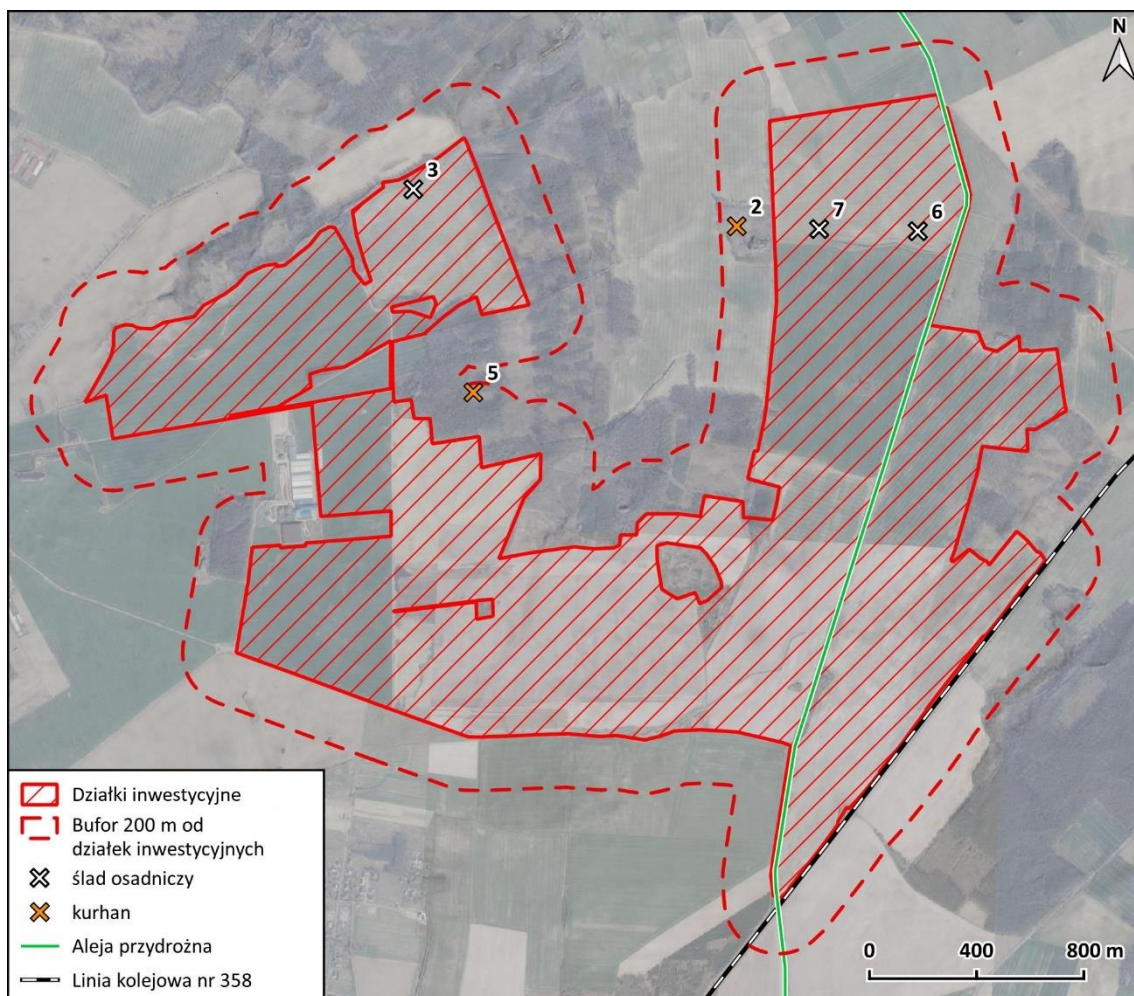 N
3
2
7
6
5
Działki inwestycyjne
Bufor 200 m od
działek inwestycyjnych
ślad osadniczy
kurhan
Aleja przydrożna
Linia kolejowa nr 358
0 400 800 m